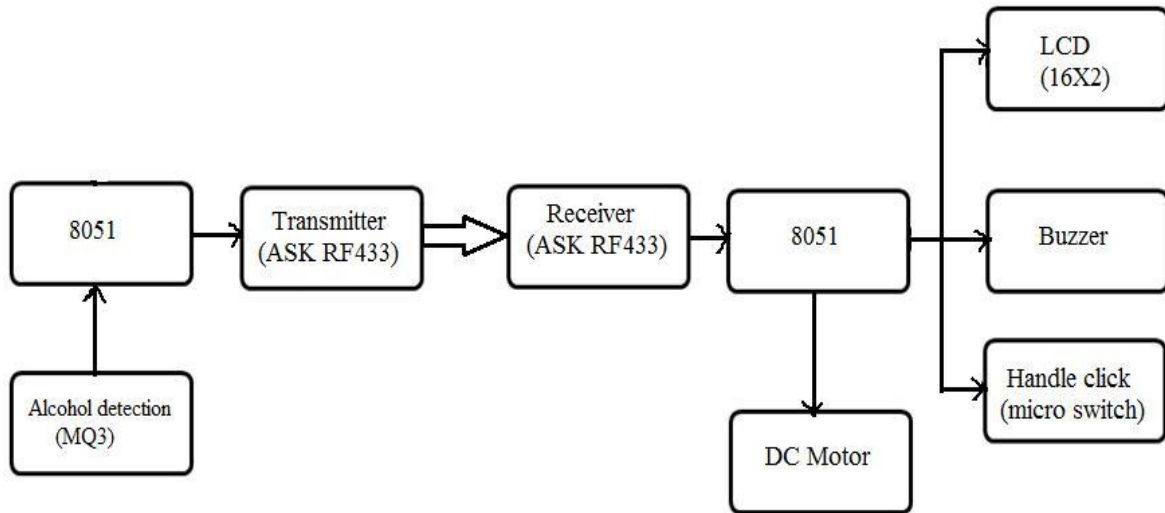 LCD
(16X2)
8051
Transmitter
(ASK RF433)
Receiver
(ASK RF433)
8051
Buzzer
Alcohol detection
(MQ3)
DC Motor
Handle click
(micro switch)